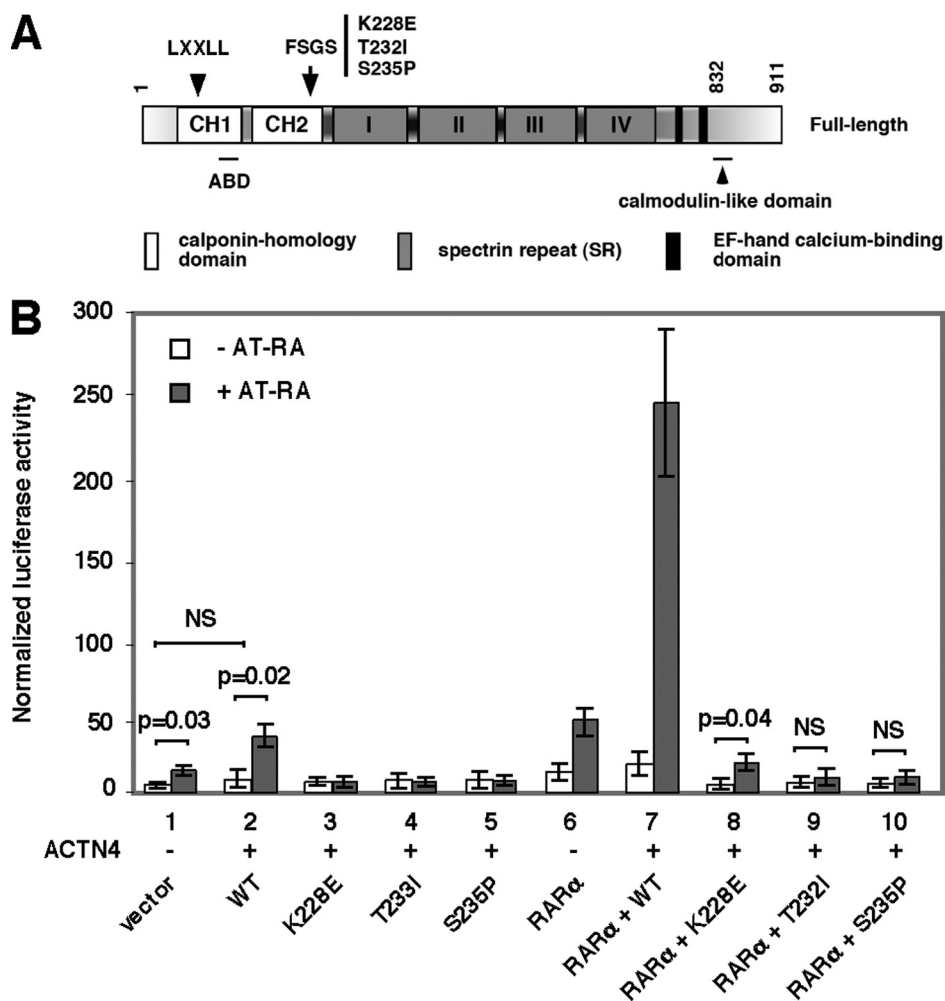 A
LXXLL
FSGS
K228E
T232I
S235P
1
832
911
CH1
CH2
I
II
III
IV
Full-length
ABD
calmodulin-like domain
calponin-homology
domain
spectrin repeat (SR)
EF-hand calcium-binding
domain
B
Normalized luciferase activity
300
250
200
150
100
50
0
- AT-RA
+ AT-RA
NS
p=0.03
p=0.02
p=0.04
NS
NS
1 2 3 4 5 6 7 8 9 10
ACTN4 - + + + + - + + + +
vector
WT
K228E
T233I
S235P
RARα
RARα + WT
RARα + K228E
RARα + T232I
RARα + S235P